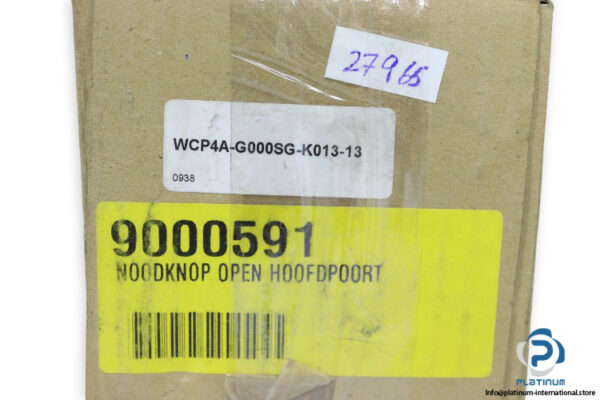 27965
WCP4A-G000SG-K013-13
0938
9000591
NOODKNOP OPEN HOOFDPOORT
PLATINUM
Info@platinum-international.store